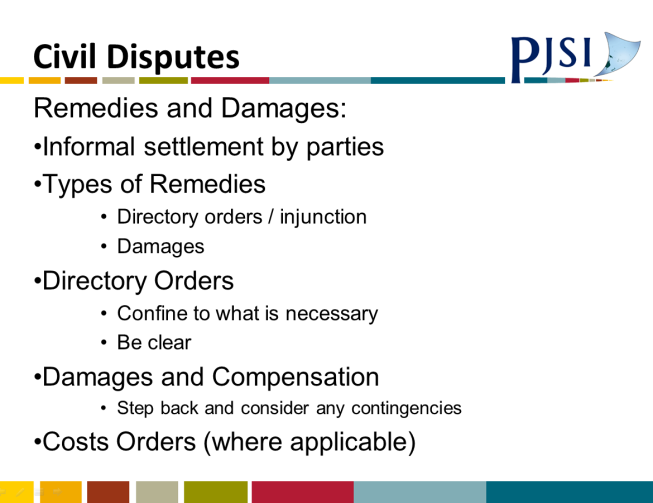 Civil Disputes
PJSI
Remedies and Damages:
•Informal settlement by parties
•Types of Remedies
• Directory orders / injunction
• Damages
•Directory Orders
• Confine to what is necessary
• Be clear
•Damages and Compensation
• Step back and consider any contingencies
•Costs Orders (where applicable)